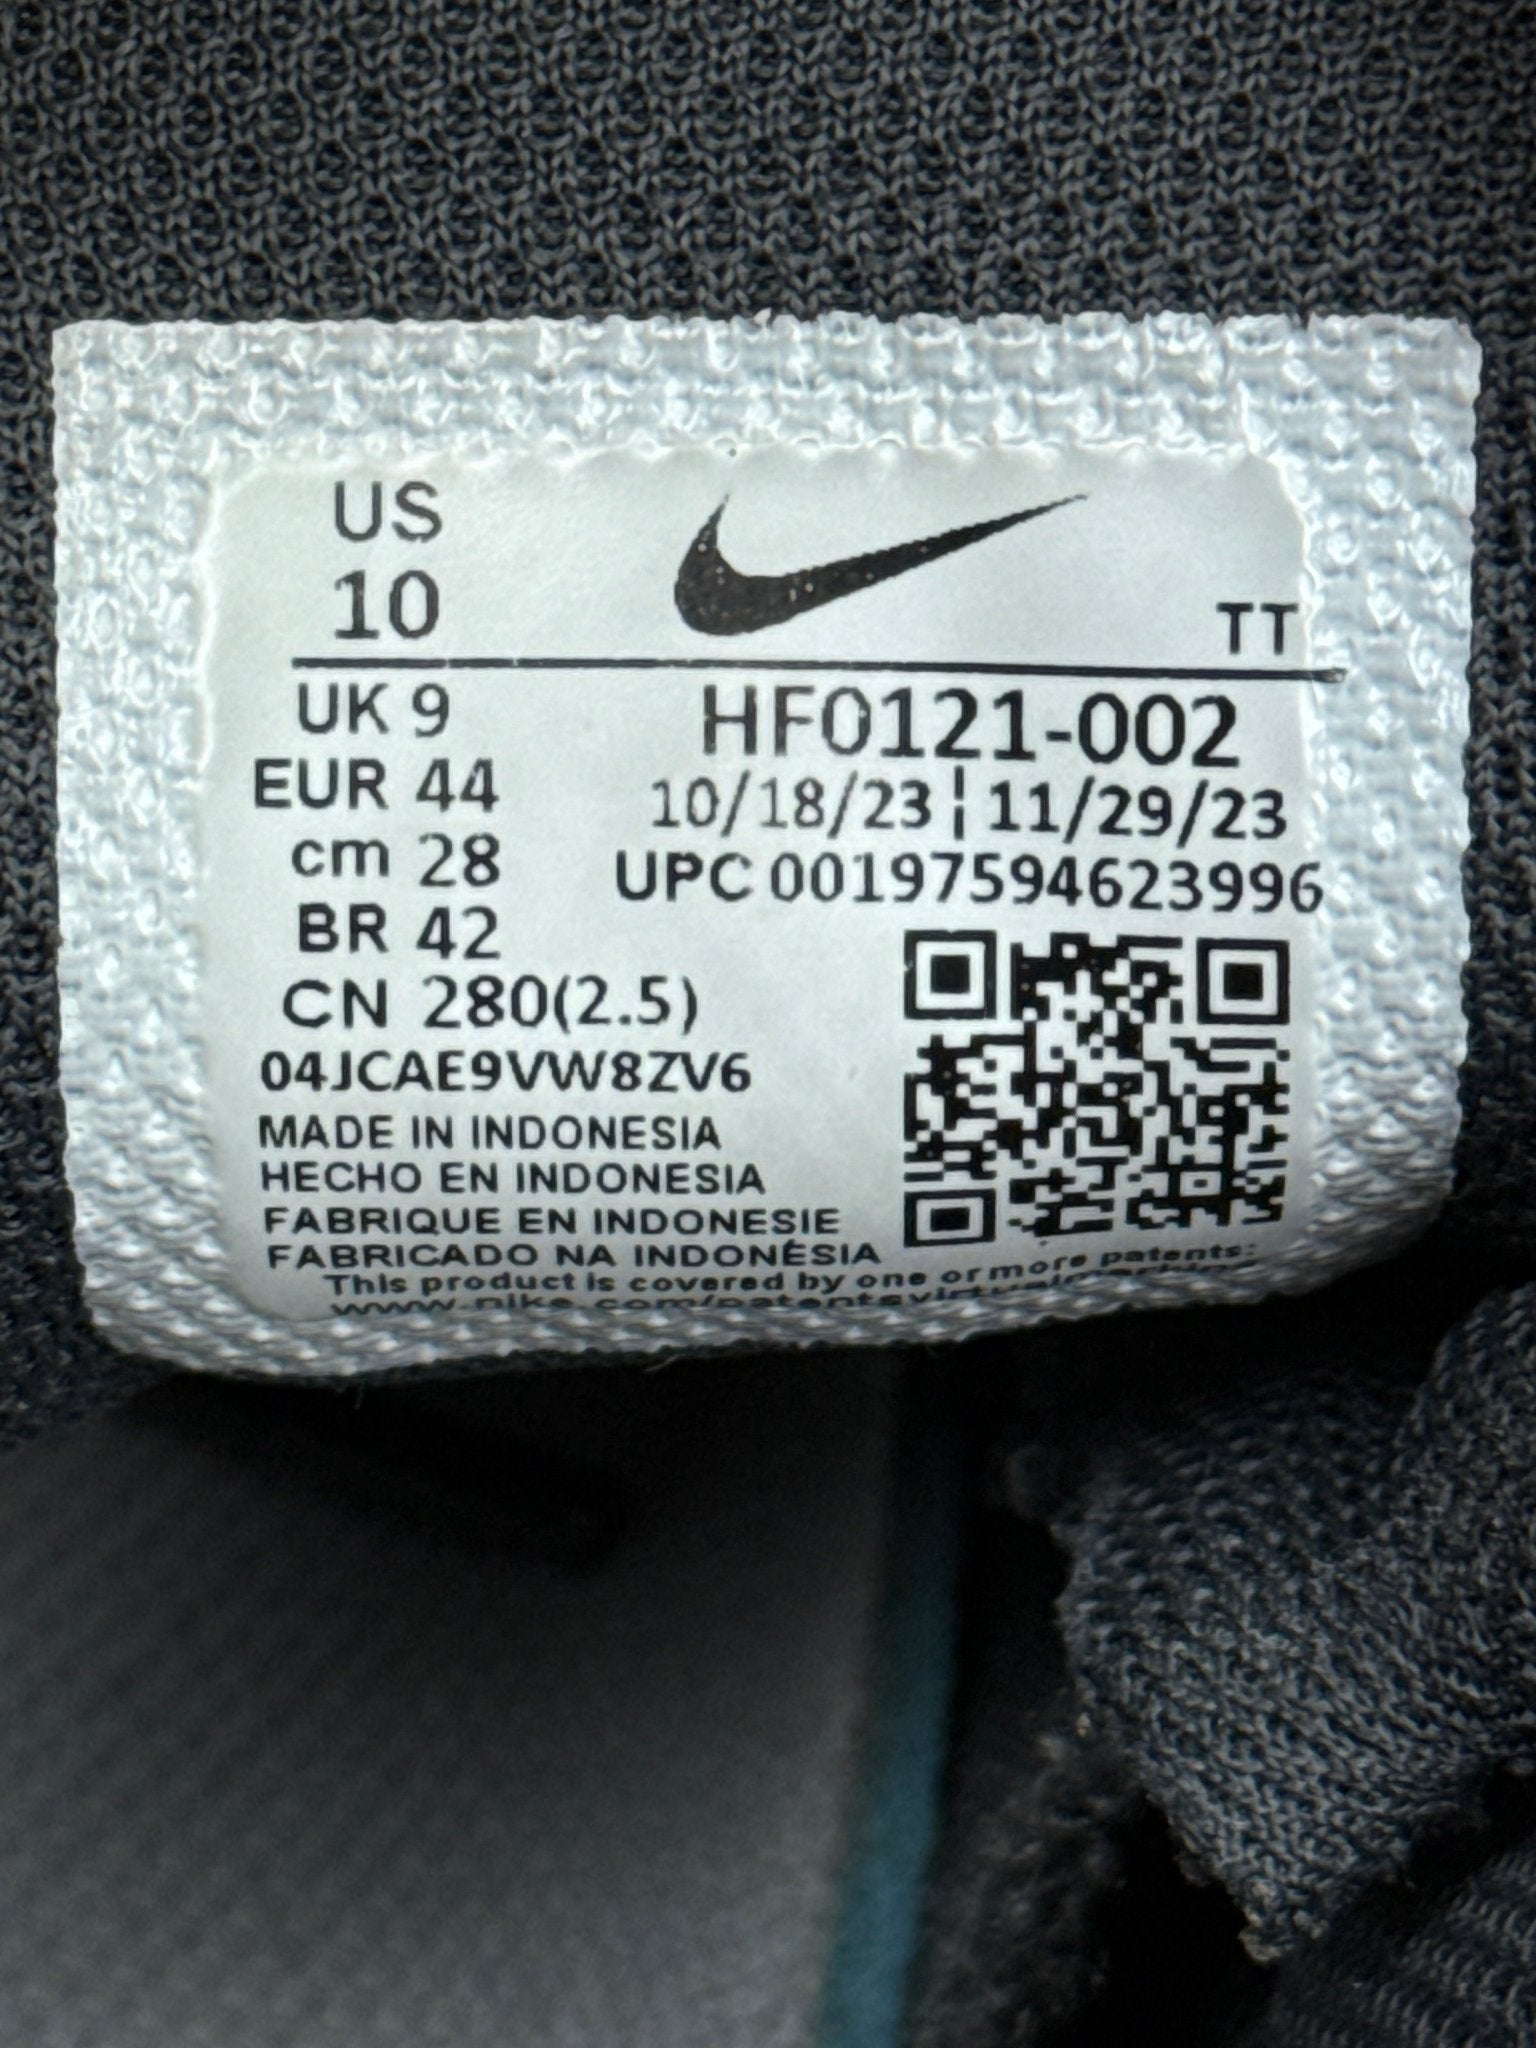 US
10
TT
UK 9
HF0121-002
EUR 44
10/18/23 | 11/29/23
cm 28
UPC 00197594623996
BR 42
CN 280(2.5)
04JCAE9VW8ZV6
MADE IN INDONESIA
HECHO EN INDONESIA
FABRIQUE EN INDONESIE
FABRICADO NA INDONÉSIA
This product is covered by one or more patents: